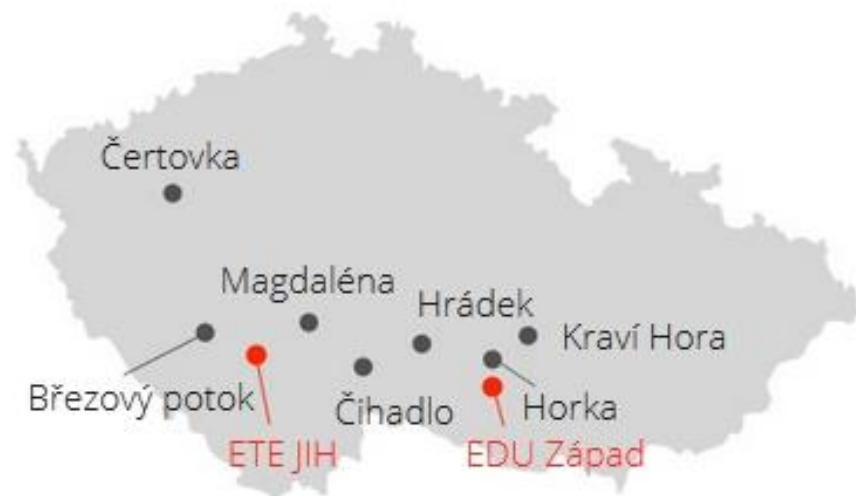 Čertovka
Magdaléna
Hrádek
Kraví Hora
Březový potok
Čihadlo
Horka
ETE JIH
EDU Západ